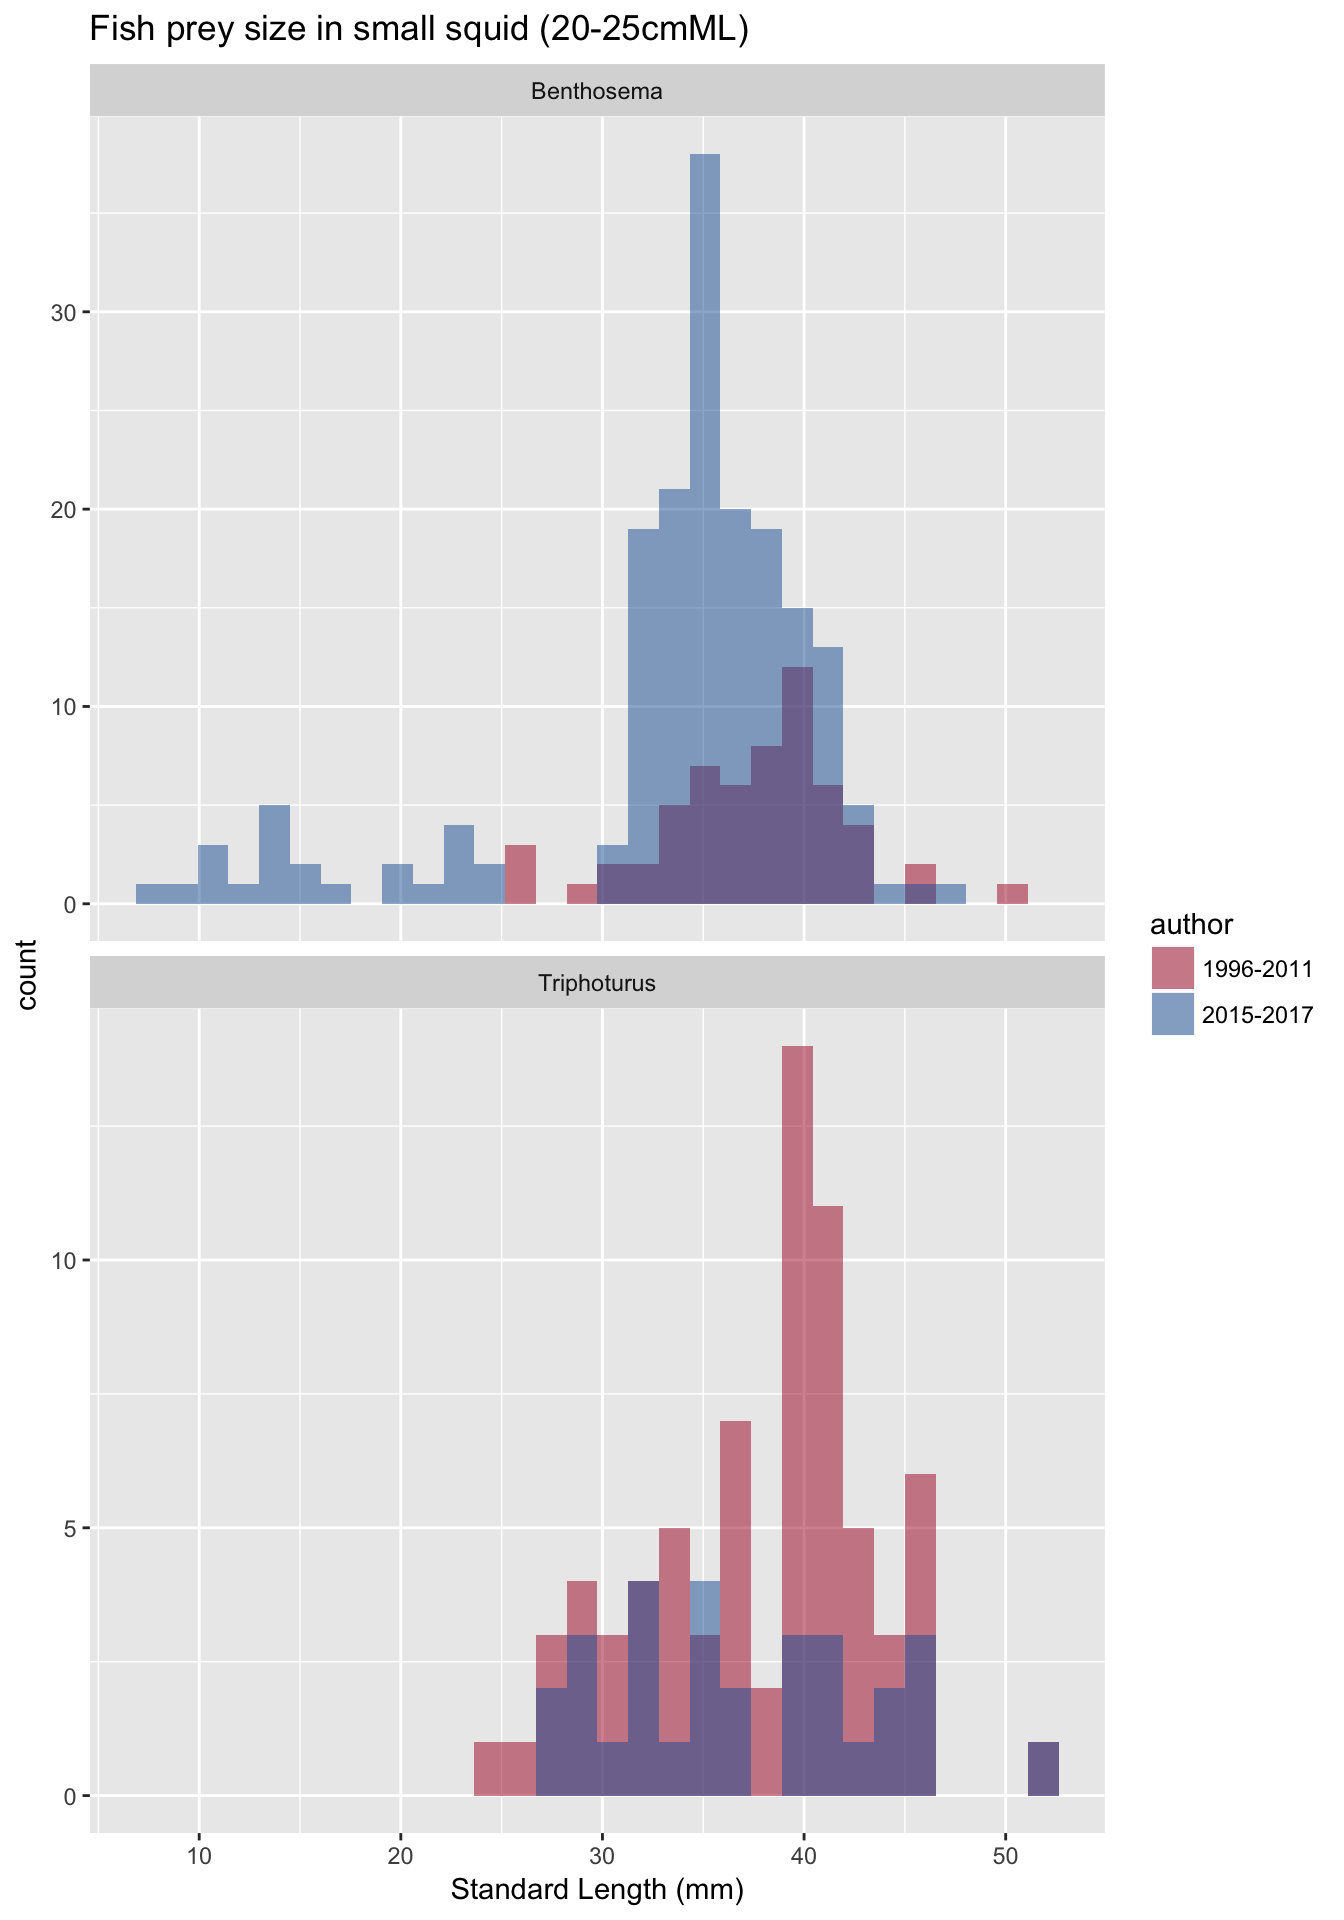 Fish prey size in small squid (20-25cmML)
Benthosema
30
20
10
0
count
Triphoturus
10
5
0
10 20 30 40 50
Standard Length (mm)
author
1996-2011
2015-2017